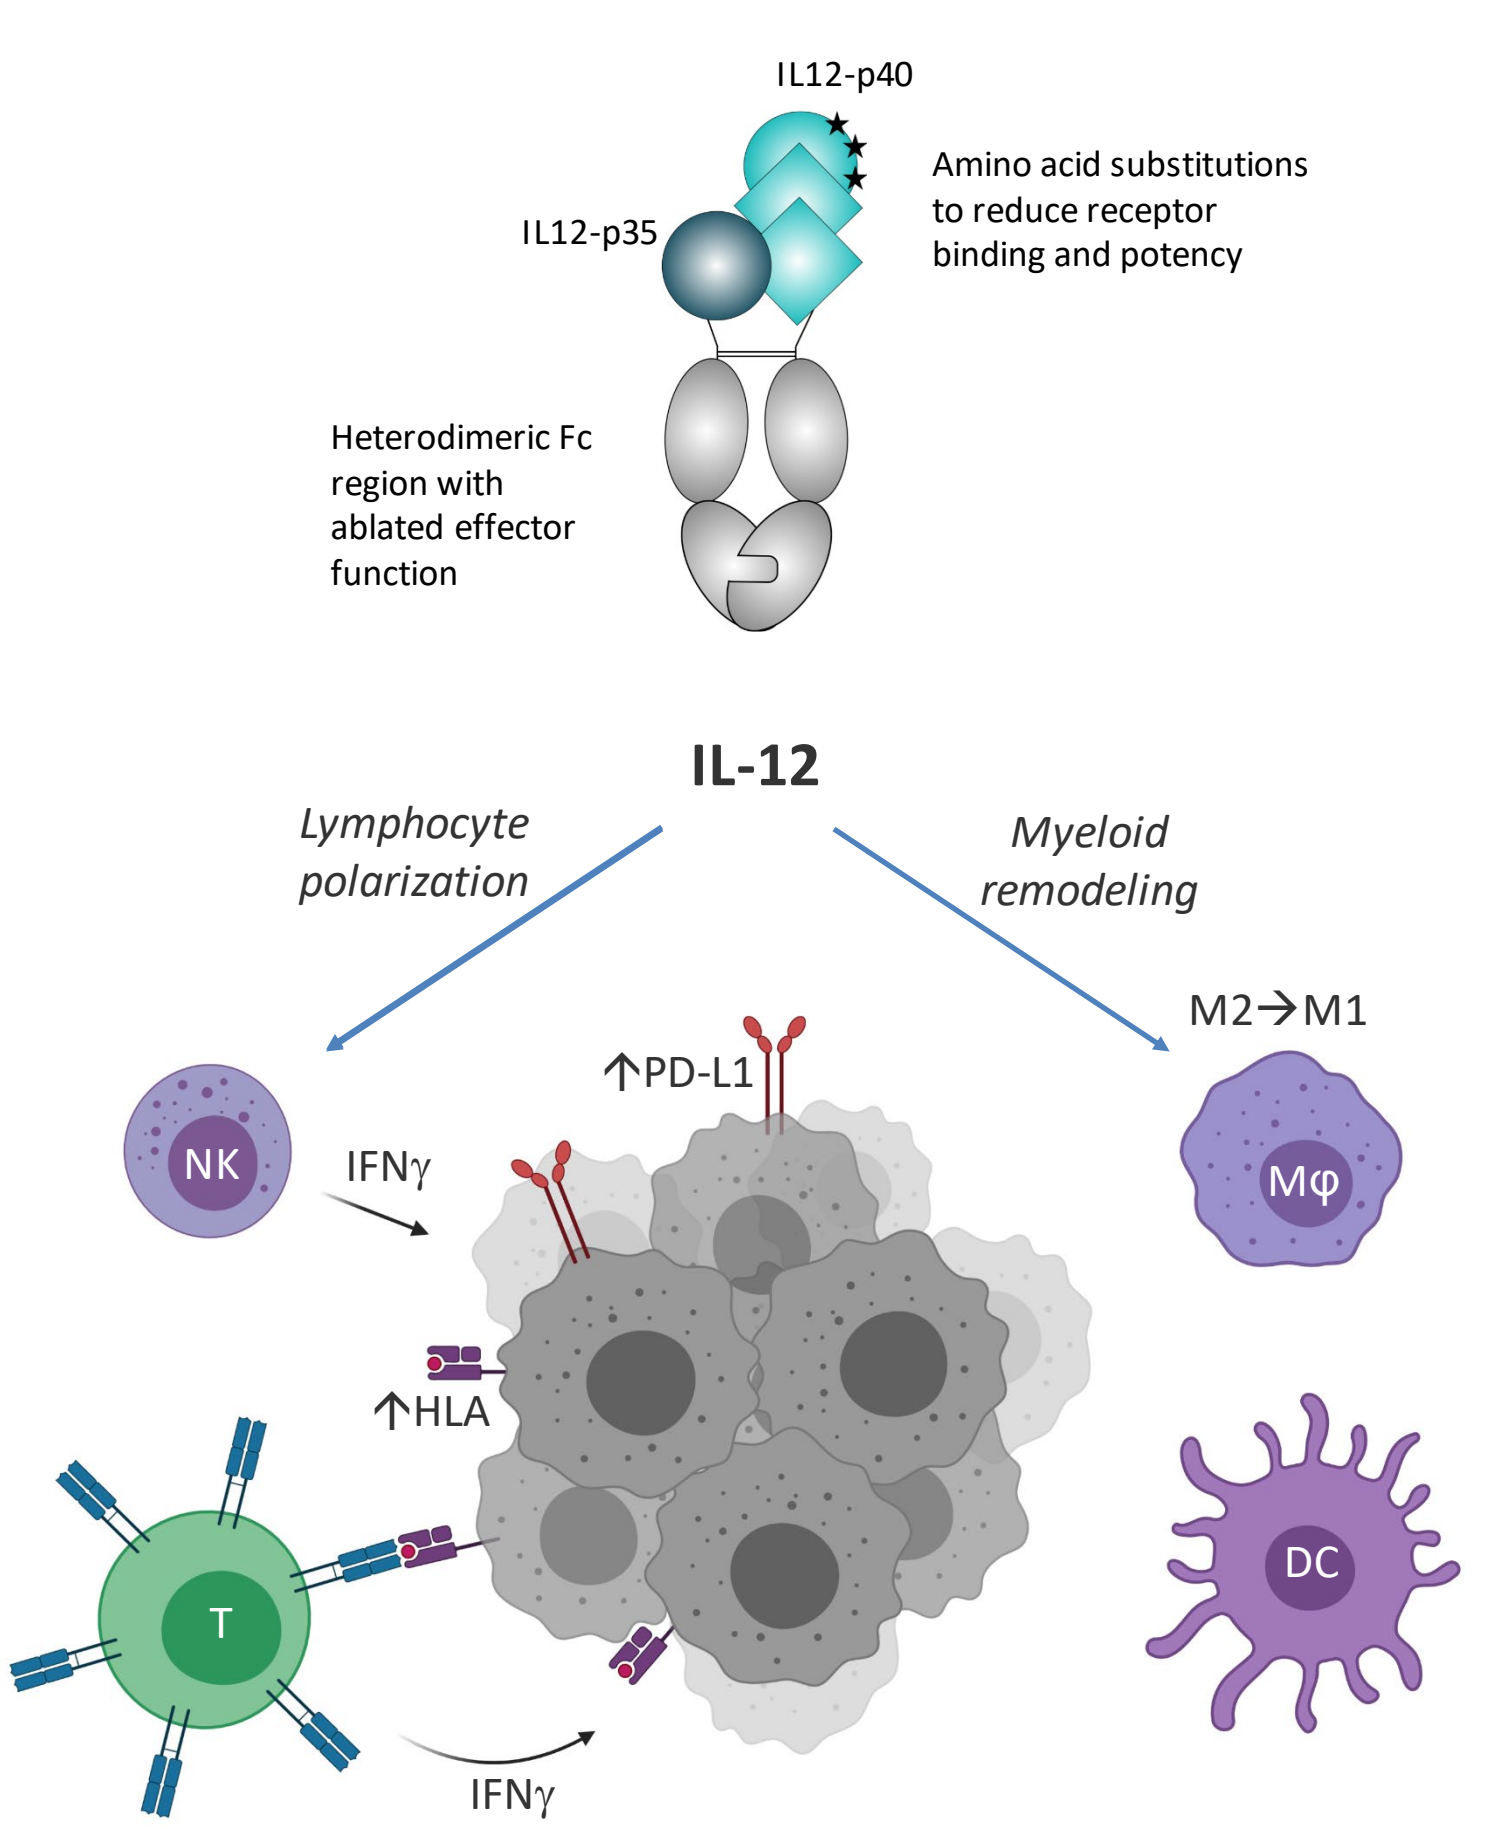 IL12-p40
Amino acid substitutions
to reduce receptor
binding and potency
IL12-p35
Heterodimeric Fc
region with
ablated effector
function
IL-12
Lymphocyte
polarization
Myeloid
remodeling
M2→M1
↑PD-L1
NK
IFNγ
Mφ
↑HLA
DC
T
IFNγ